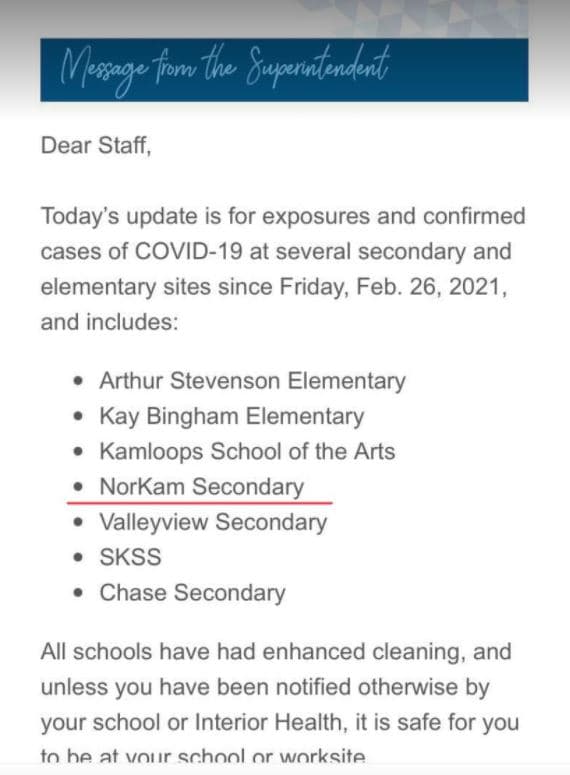 Message from the Superintendent
Dear Staff,
Today's update is for exposures and confirmed
cases of COVID-19 at several secondary and
elementary sites since Friday, Feb. 26, 2021,
and includes:
• Arthur Stevenson Elementary
• Kay Bingham Elementary
• Kamloops School of the Arts
• NorKam Secondary
• Valleyview Secondary
• SKSS
• Chase Secondary
All schools have had enhanced cleaning, and
unless you have been notified otherwise by
your school or Interior Health, it is safe for you
to be at your school or worksite